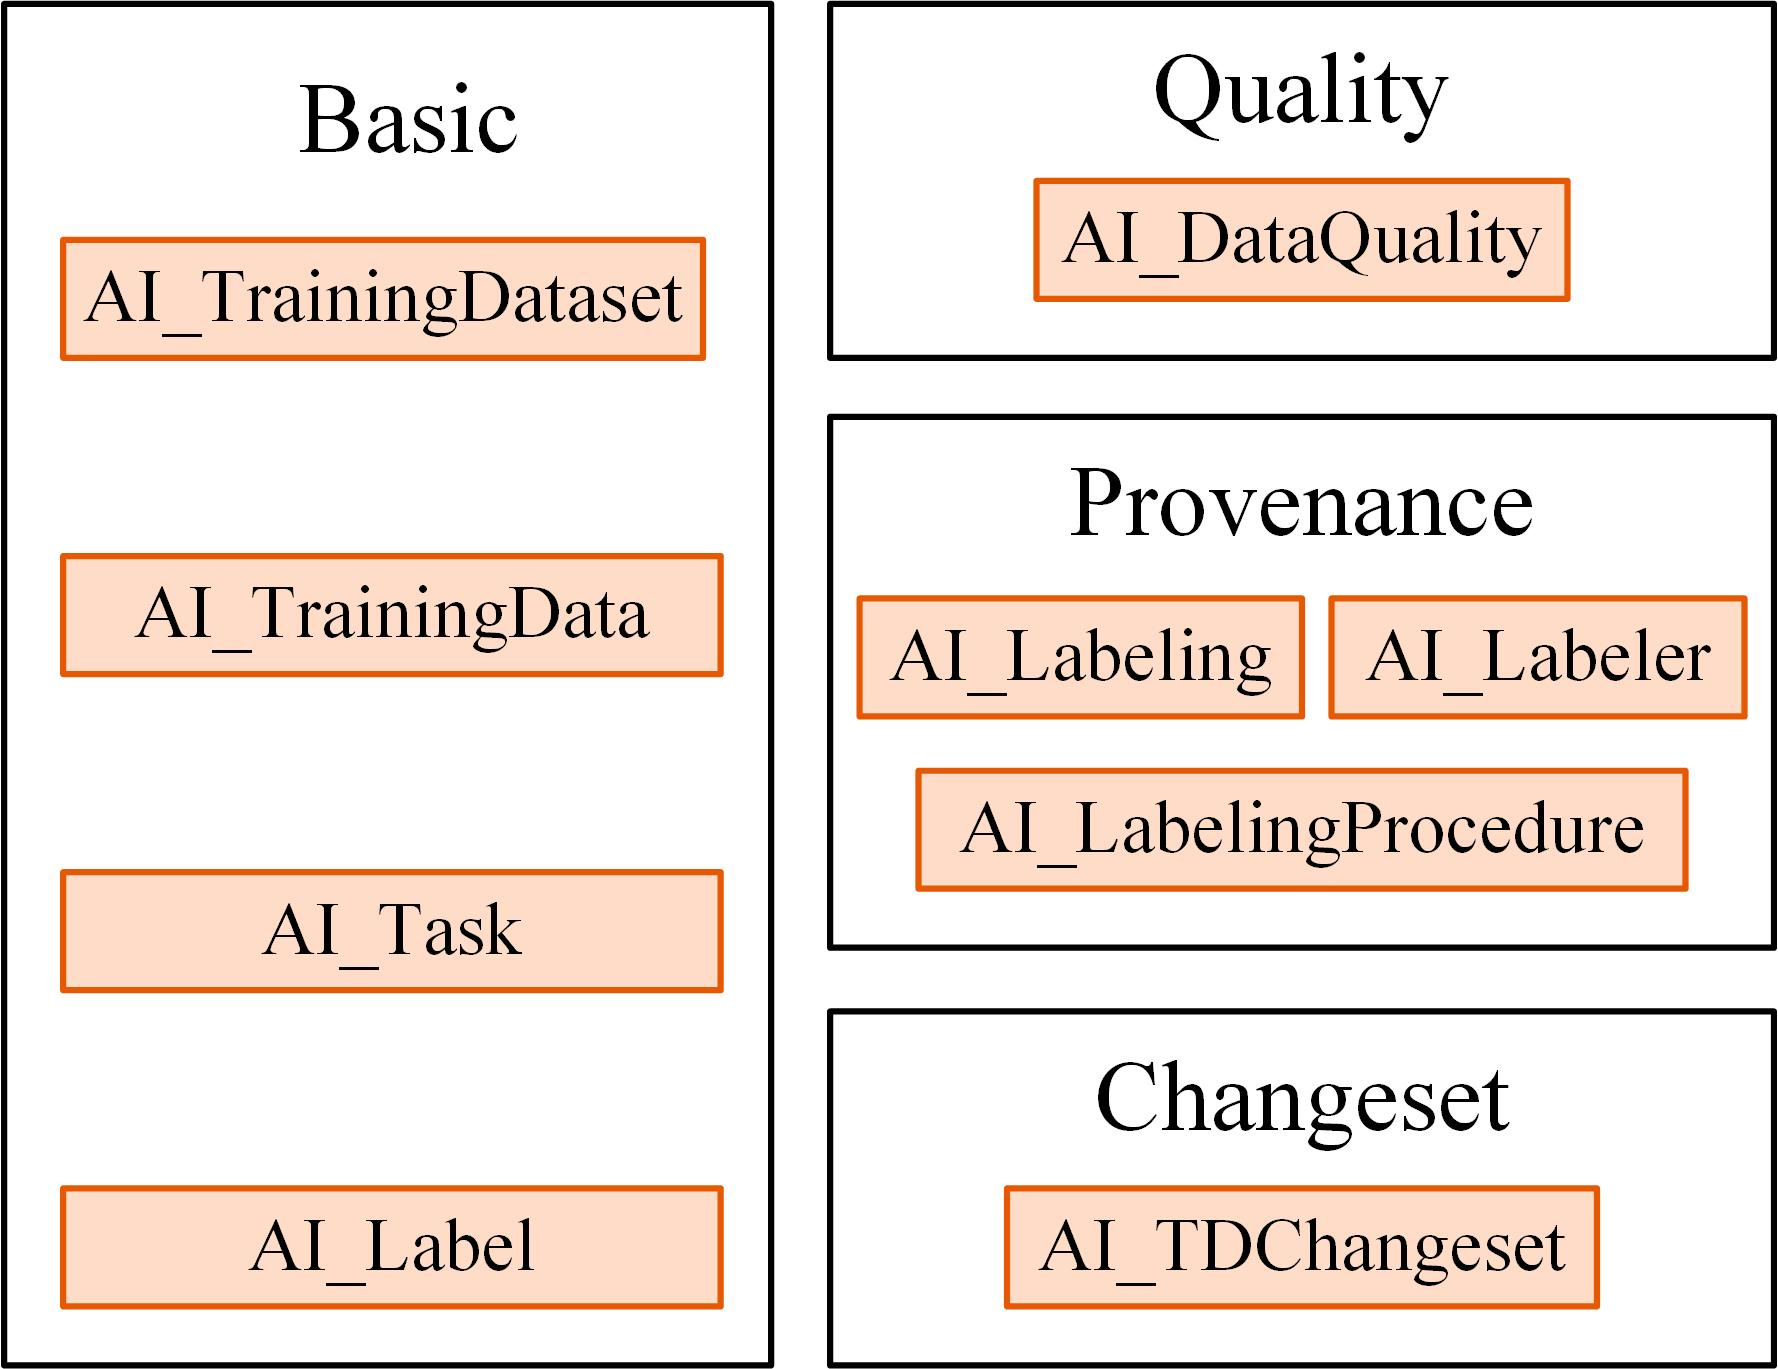 Basic
AI_TrainingDataset
AI_TrainingData
AI_Task
AI_Label
Quality
AI_DataQuality
Provenance
AI_Labeling
AI_Labeler
AI_LabelingProcedure
Changeset
AI_TDChangeset